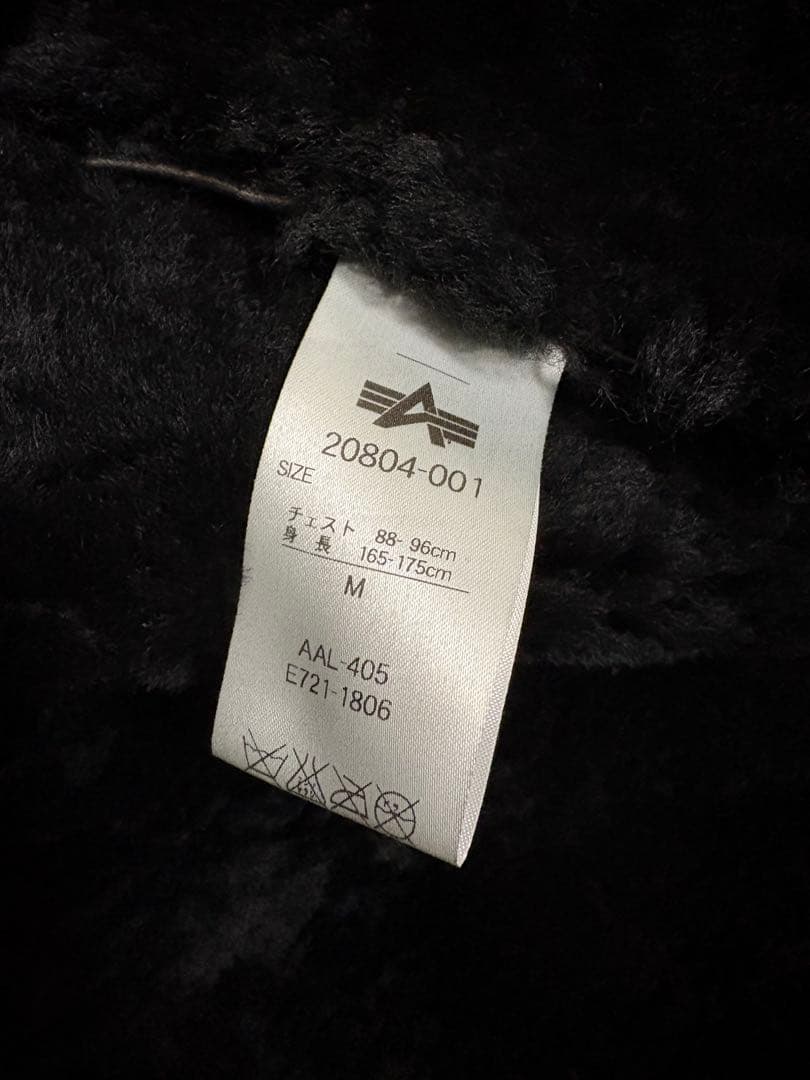 20804-001
SIZE
チェスト 88- 96cm
身 長 165-175cm
M
AAL-405
E721-1806